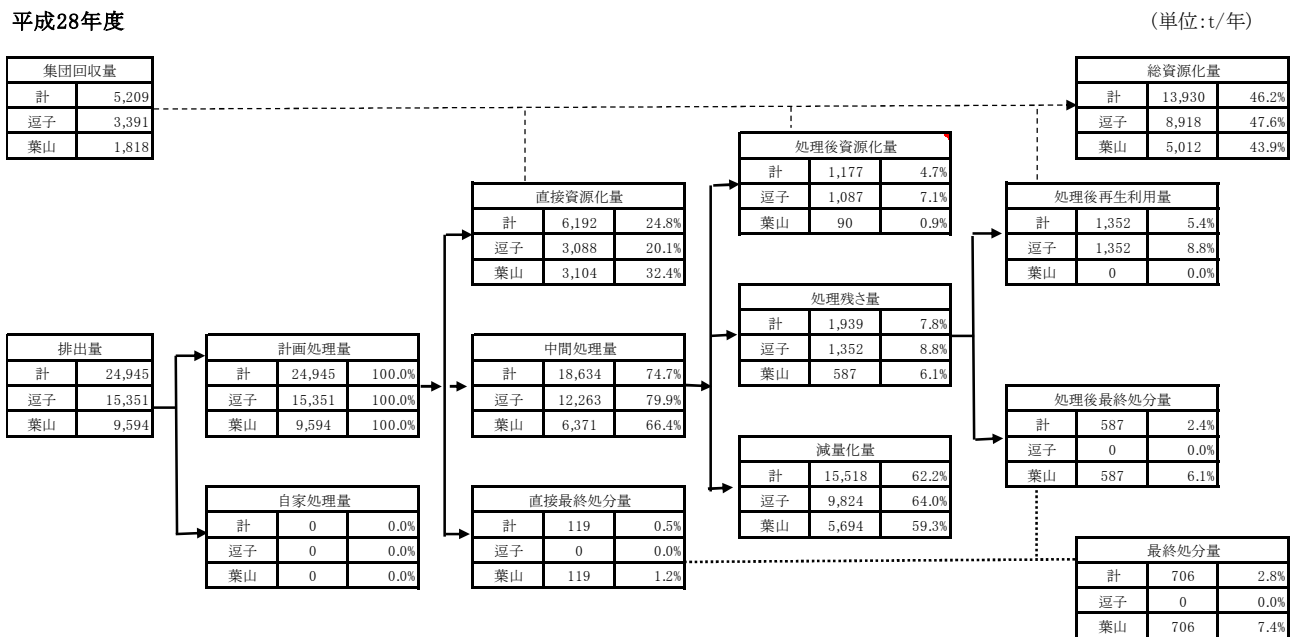 平成28年度
(単位:t/年)
集団回収量
計 5,209
逗子 3,391
葉山 1,818
総資源化量
計 13,930 46.2%
逗子 8,918 47.6%
葉山 5,012 43.9%
処理後資源化量
計 1,177 4.7%
逗子 1,087 7.1%
葉山 90 0.9%
直接資源化量
計 6,192 24.8%
逗子 3,088 20.1%
葉山 3,104 32.4%
処理後再生利用量
計 1,352 5.4%
逗子 1,352 8.8%
葉山 0 0.0%
処理残さ量
計 1,939 7.8%
逗子 1,352 8.8%
葉山 587 6.1%
排出量
計 24,945
逗子 15,351
葉山 9,594
計画処理量
計 24,945 100.0%
逗子 15,351 100.0%
葉山 9,594 100.0%
中間処理量
計 18,634 74.7%
逗子 12,263 79.9%
葉山 6,371 66.4%
処理後最終処分量
計 587 2.4%
逗子 0 0.0%
葉山 587 6.1%
減量化量
計 15,518 62.2%
逗子 9,824 64.0%
葉山 5,694 59.3%
自家処理量
計 0 0.0%
逗子 0 0.0%
葉山 0 0.0%
直接最終処分量
計 119 0.5%
逗子 0 0.0%
葉山 119 1.2%
最終処分量
計 706 2.8%
逗子 0 0.0%
葉山 706 7.4%